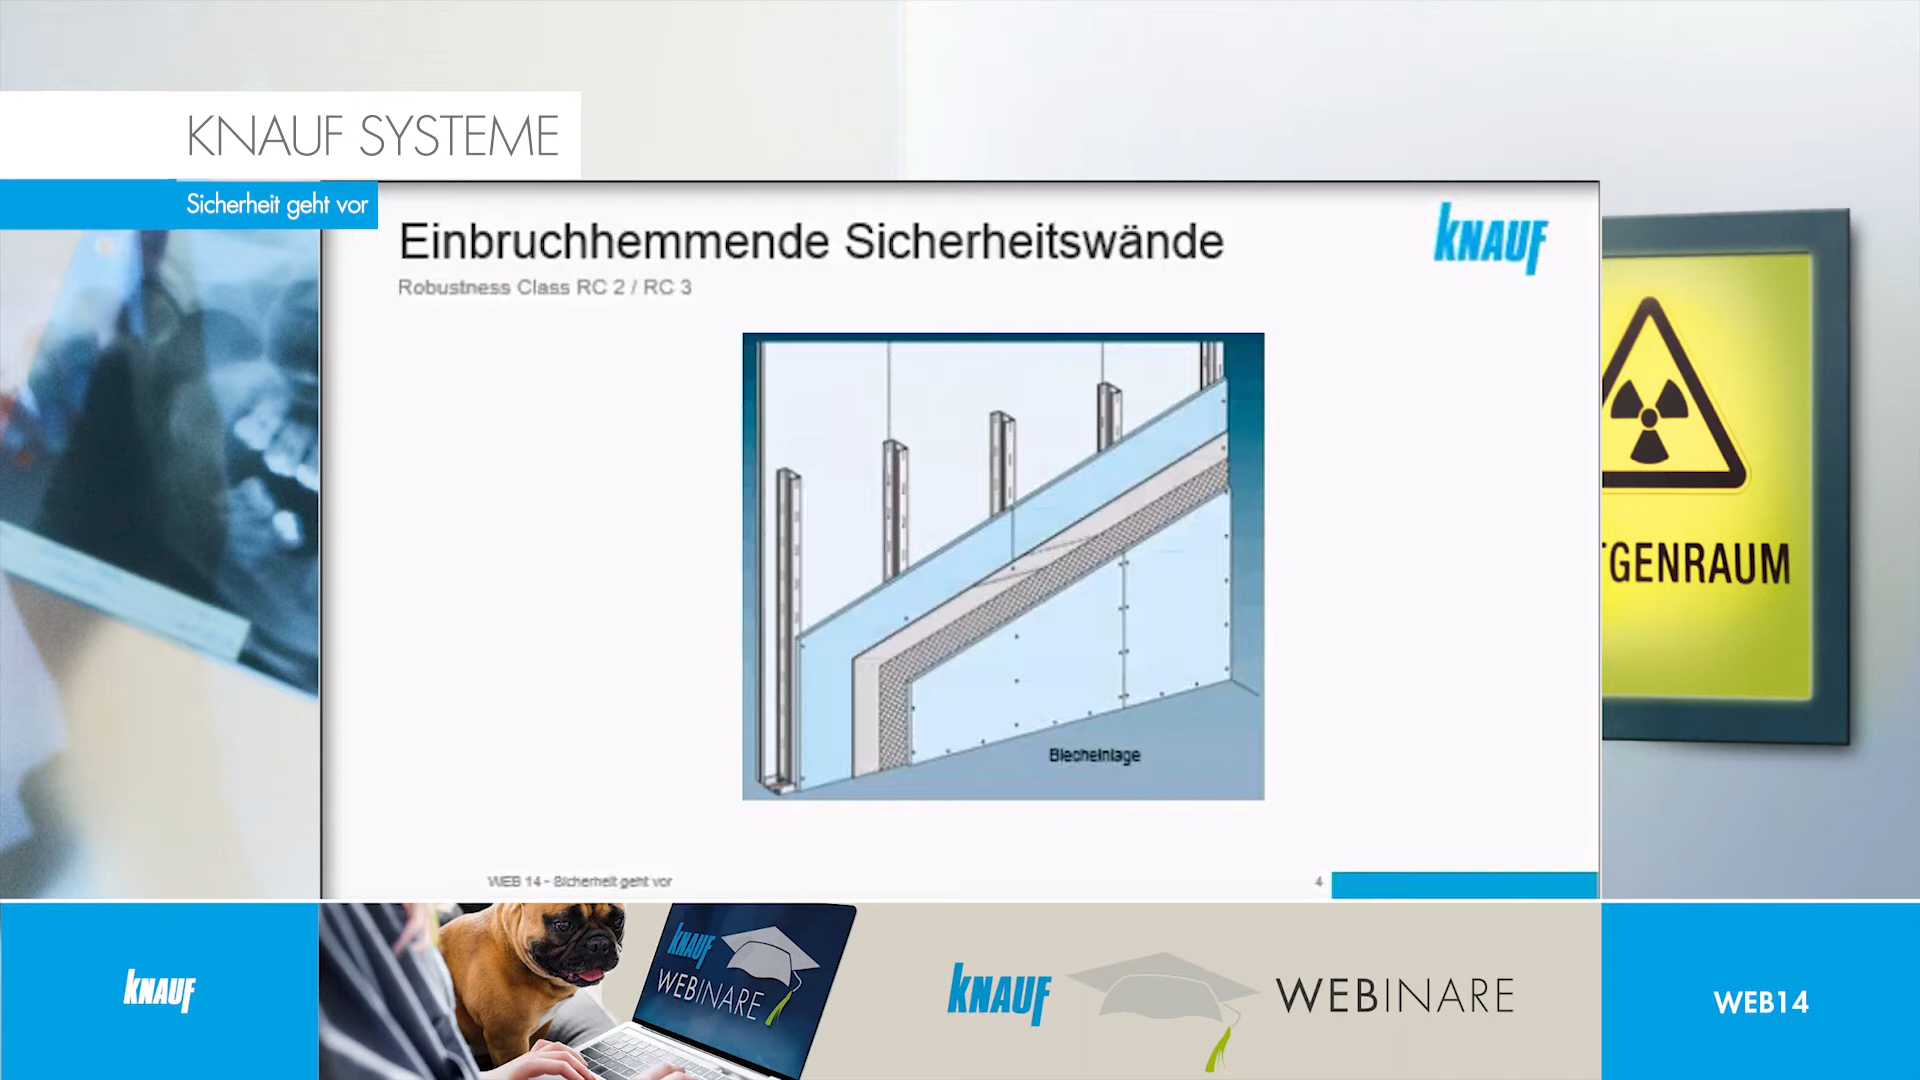 KNAUF SYSTEME
Sicherheit geht vor
Einbruchhemmende Sicherheitswände
KNAUF
Robustness Class RC 2 / RC 3
TGENRAUM
Blecheinlage
WEB 14 - Sicherheit geht vor
4
KNAUF
KNAUF
WEBINARE
KNAUF
WEBINARE
WEB14